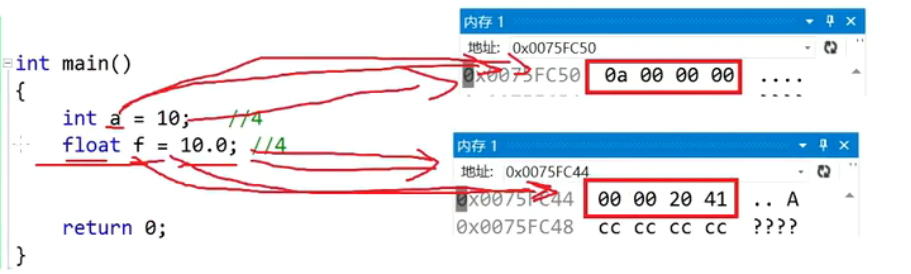 int main()
{
int a = 10; //4
float f = 10.0; //4
return 0;
}
内存 1
地址: 0x0075FC50
0x0075FC50 0a 00 00 00 ....
内存 1
地址: 0x0075FC44
0x0075FC44 00 00 20 41 .. A
0x0075FC48 cc cc cc cc ????